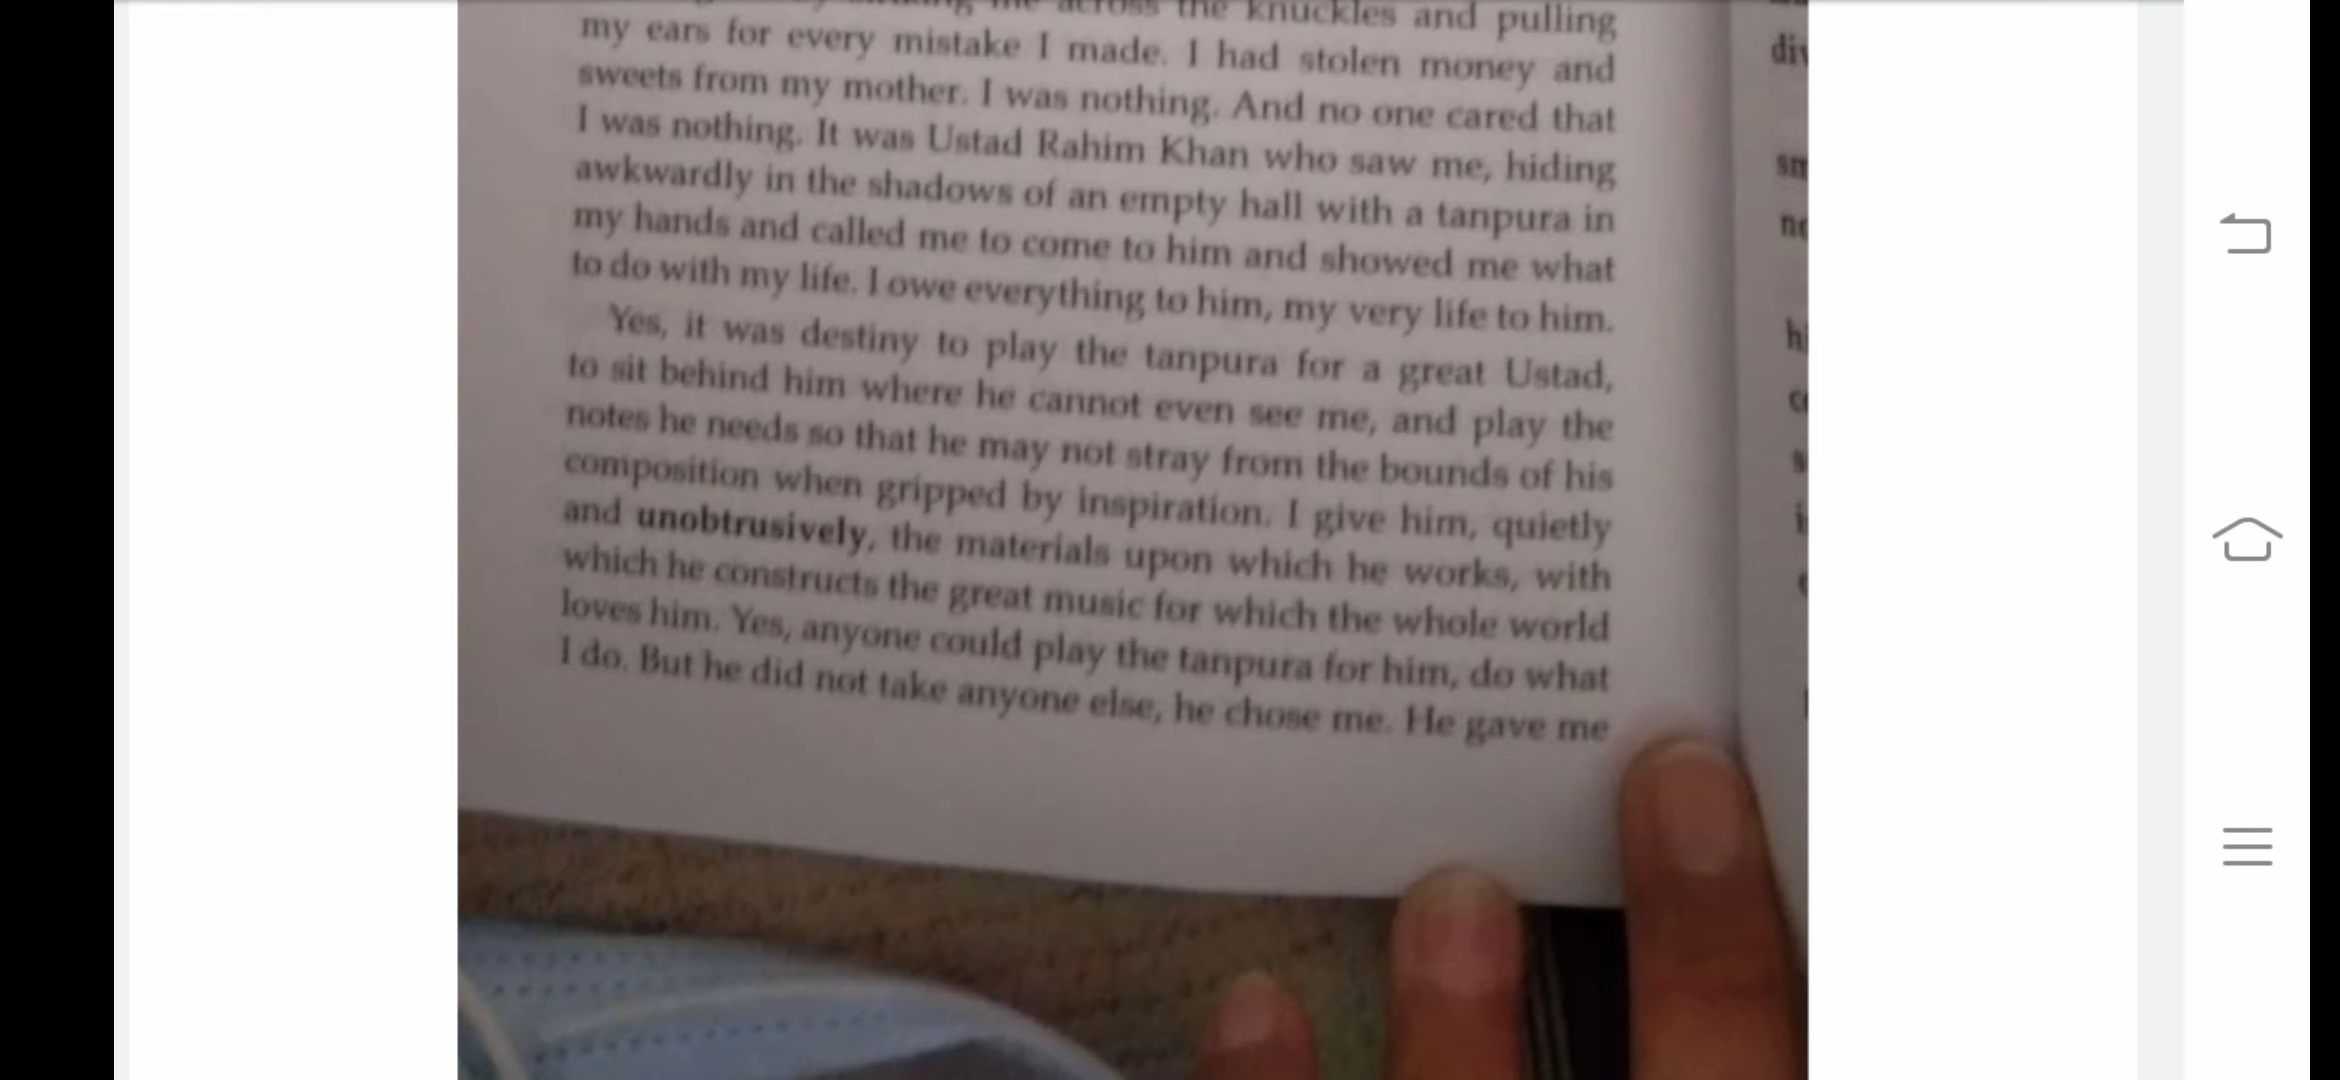 me across the knuckles and pulling
my ears for every mistake I made. I had stolen money and
sweets from my mother. I was nothing. And no one cared that
I was nothing. It was Ustad Rahim Khan who saw me, hiding
awkwardly in the shadows of an empty hall with a tanpura in
my hands and called me to come to him and showed me what
to do with my life. I owe everything to him, my very life to him.
Yes, it was destiny to play the tanpura for a great Ustad,
to sit behind him where he cannot even see me, and play the
notes he needs so that he may not stray from the bounds of his
composition when gripped by inspiration. I give him, quietly
and unobtrusively, the materials upon which he works, with
which he constructs the great music for which the whole world
loves him. Yes, anyone could play the tanpura for him, do what
I do. But he did not take anyone else, he chose me. He gave me